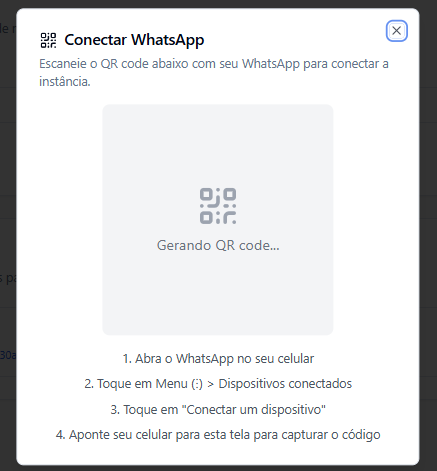 Conectar WhatsApp
Escaneie o QR code abaixo com seu WhatsApp para conectar a
instância.
Gerando QR code...
1. Abra o WhatsApp no seu celular
2. Toque em Menu (⋮) > Dispositivos conectados
3. Toque em "Conectar um dispositivo"
4. Aponte seu celular para esta tela para capturar o código